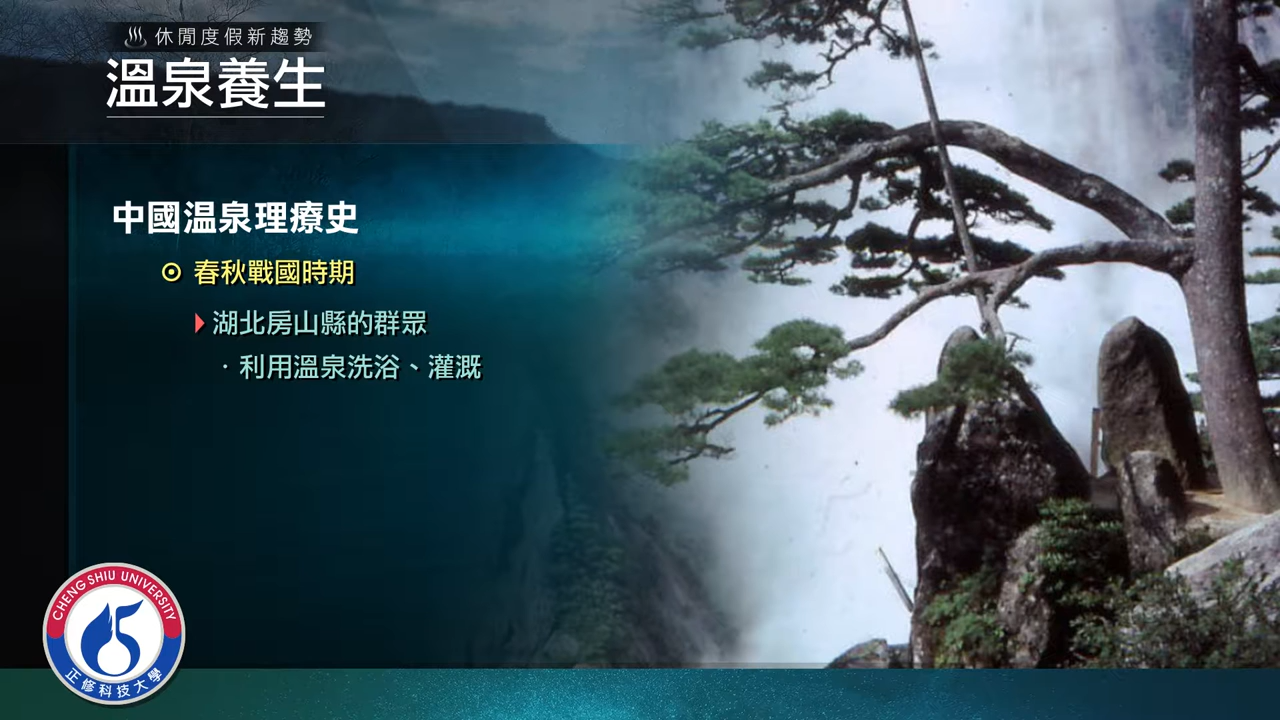 休閒度假新趨勢
溫泉養生
中國温泉理療史
春秋戰國時期
湖北房山縣的群眾
·利用溫泉洗浴、灌溉
CHENG SHIU UNIVERSITY
正修科技大學